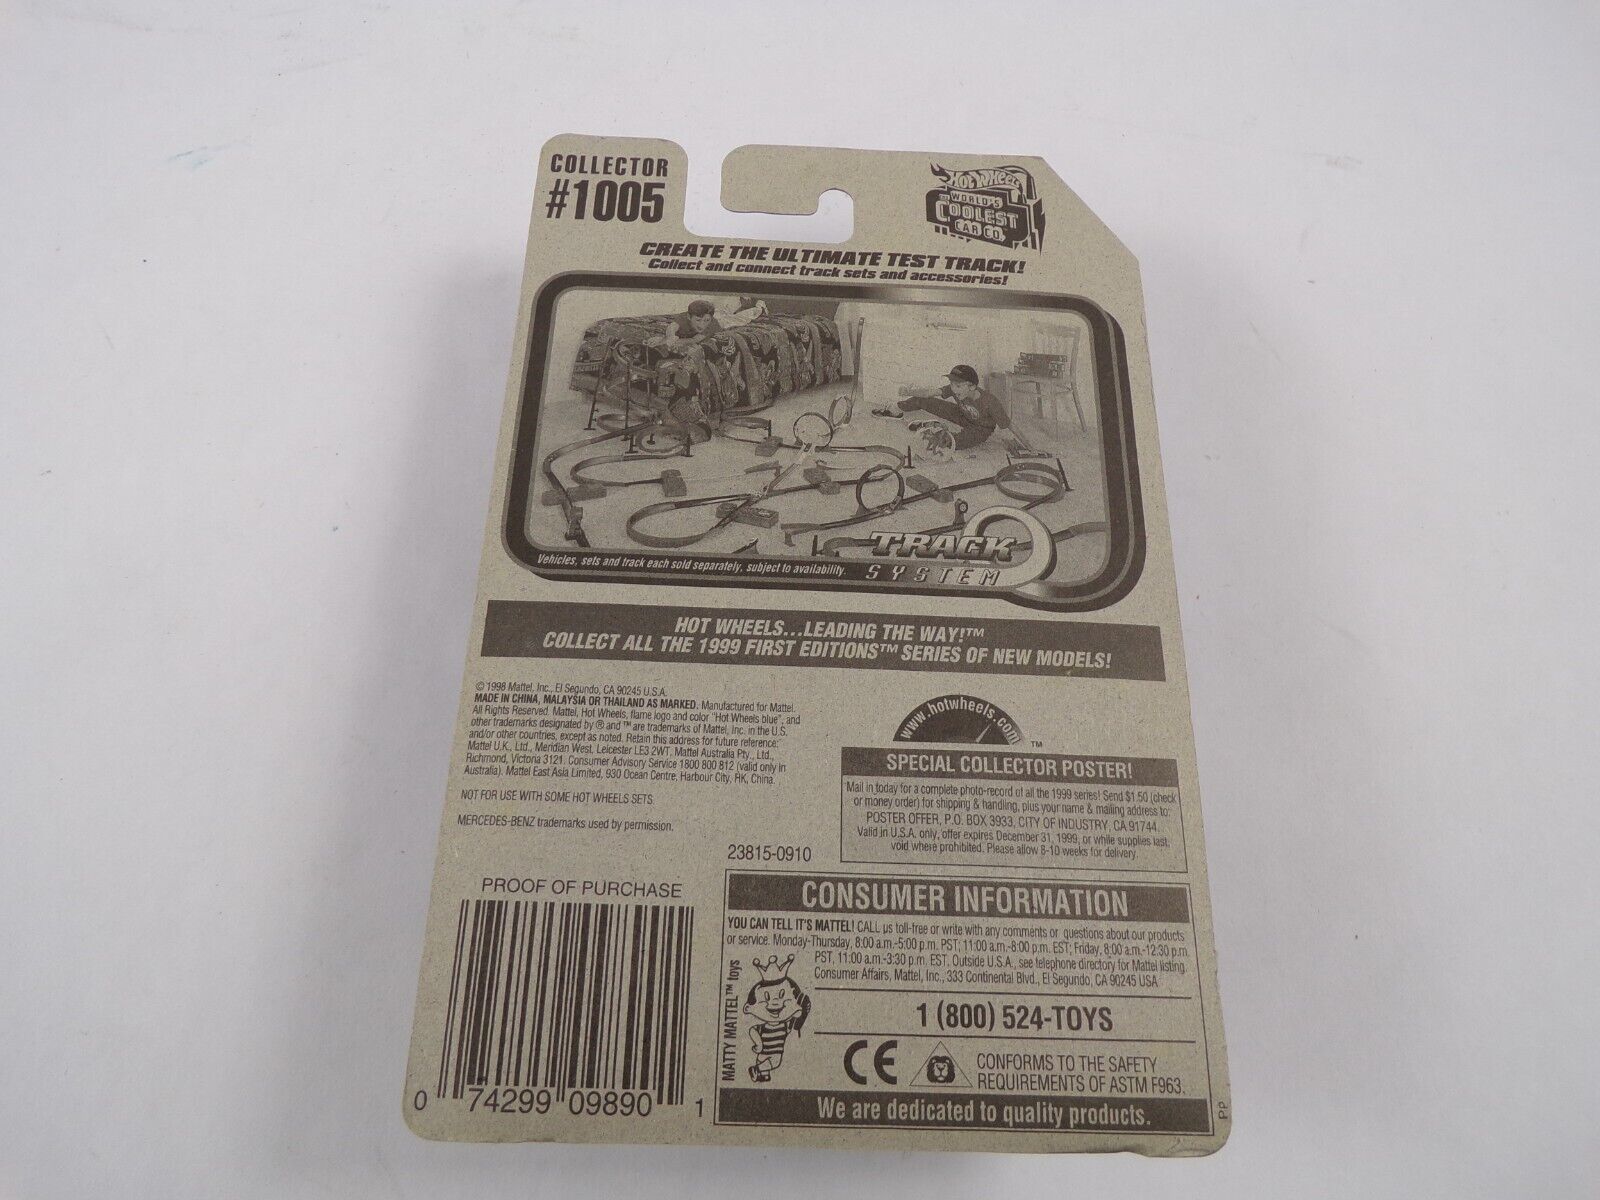 COLLECTOR
#1005
HOT WHEELS
WORLD'S
COOLEST
CAR CO.
CREATE THE ULTIMATE TEST TRACK!
Collect and connect track sets and accessories!
TRACK
SYSTEM
Vehicles, sets and track each sold separately, subject to availability.
HOT WHEELS...LEADING THE WAY!™
COLLECT ALL THE 1999 FIRST EDITIONS™ SERIES OF NEW MODELS!
© 1998 Mattel, Inc., El Segundo, CA 90245 U.S.A.
MADE IN CHINA, MALAYSIA OR THAILAND AS MARKED. Manufactured for Mattel.
All Rights Reserved. Mattel, Hot Wheels, flame logo and color "Hot Wheels blue", and
other trademarks designated by ® and ™ are trademarks of Mattel, Inc. in the U.S.
and/or other countries, except as noted. Retain this address for future reference:
Mattel U.K., Ltd., Meridian West, Leicester LE3 2WT. Mattel Australia Pty., Ltd.,
Richmond, Victoria 3121. Consumer Advisory Service 1800 800 812 (valid only in
Australia). Mattel East Asia Limited, 930 Ocean Centre, Harbour City, HK, China.
NOT FOR USE WITH SOME HOT WHEELS SETS.
MERCEDES-BENZ trademarks used by permission.
www.hotwheels.com
™
SPECIAL COLLECTOR POSTER!
Mail in today for a complete photo-record of all the 1999 series! Send $1.50 (check
or money order) for shipping & handling, plus your name & mailing address to:
POSTER OFFER, P.O. BOX 3933, CITY OF INDUSTRY, CA 91744.
Valid in U.S.A. only, offer expires December 31, 1999, or while supplies last,
void where prohibited. Please allow 8-10 weeks for delivery.
23815-0910
PROOF OF PURCHASE
0 74299 09890 1
CONSUMER INFORMATION
YOU CAN TELL IT'S MATTEL! CALL us toll-free or write with any comments or questions about our products
or service. Monday-Thursday, 8:00 a.m.-5:00 p.m. PST; 11:00 a.m.-8:00 p.m. EST; Friday, 8:00 a.m.-12:30 p.m.
PST, 11:00 a.m.-3:30 p.m. EST. Outside U.S.A., see telephone directory for Mattel listing.
Consumer Affairs, Mattel, Inc., 333 Continental Blvd., El Segundo, CA 90245 USA
MATTY MATTEL™ toys
1 (800) 524-TOYS
CE
CONFORMS TO THE SAFETY
REQUIREMENTS OF ASTM F963.
We are dedicated to quality products.
PP